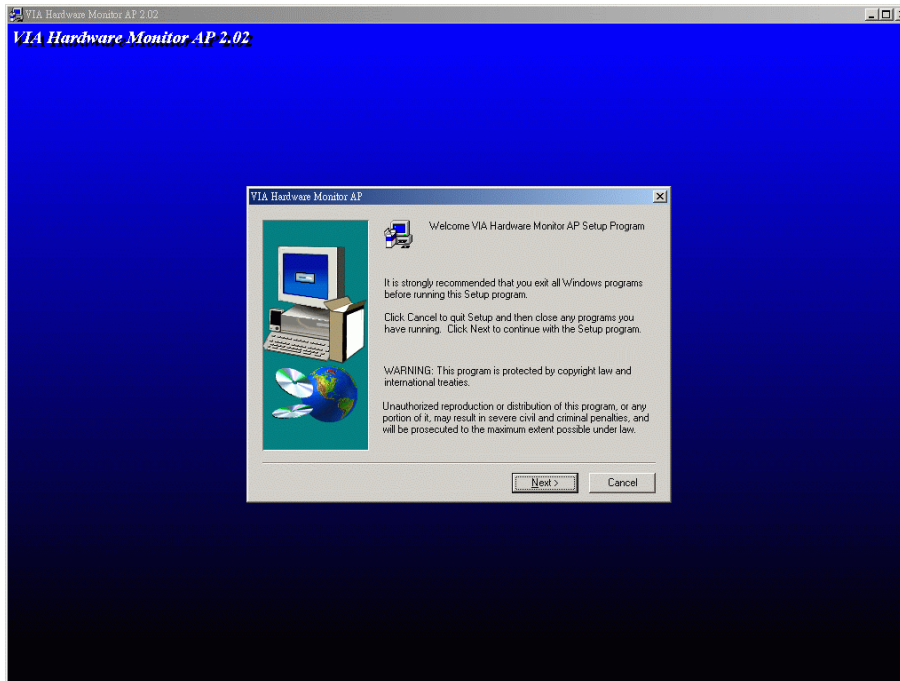 VIA Hardware Monitor AP 2.02
VIA Hardware Monitor AP 2.02
VIA Hardware Monitor AP
Welcome VIA Hardware Monitor AP Setup Program
It is strongly recommended that you exit all Windows programs
before running this Setup program.
Click Cancel to quit Setup and then close any programs you
have running. Click Next to continue with the Setup program.
WARNING: This program is protected by copyright law and
international treaties.
Unauthorized reproduction or distribution of this program, or any
portion of it, may result in severe civil and criminal penalties, and
will be prosecuted to the maximum extent possible under law.
Next >
Cancel